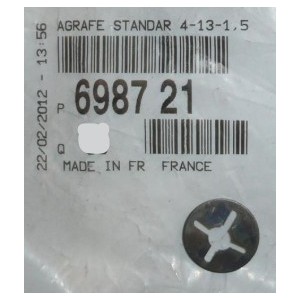 AGRAFE STANDAR 4-13-1,5
22/02/2012 - 13:56
P 6987 21
Q
MADE IN FR FRANCE